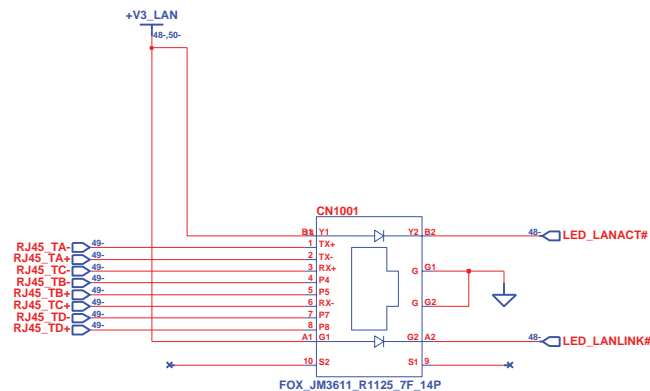 +V3_LAN
48-,50-
CN1001
B1 Y1 Y2 B2 48- LED_LANACT#
RJ45_TA- 49- 1 TX+
RJ45_TA+ 49- 2 TX-
RJ45_TC- 49- 3 RX+ G G1
RJ45_TB- 49- 4 P4
RJ45_TB+ 49- 5 P5
RJ45_TC+ 49- 6 RX- G G2
RJ45_TD- 49- 7 P7
RJ45_TD+ 49- 8 P8
A1 G1 G2 A2 48- LED_LANLINK#
10 S2 S1 9
FOX_JM3611_R1125_7F_14P